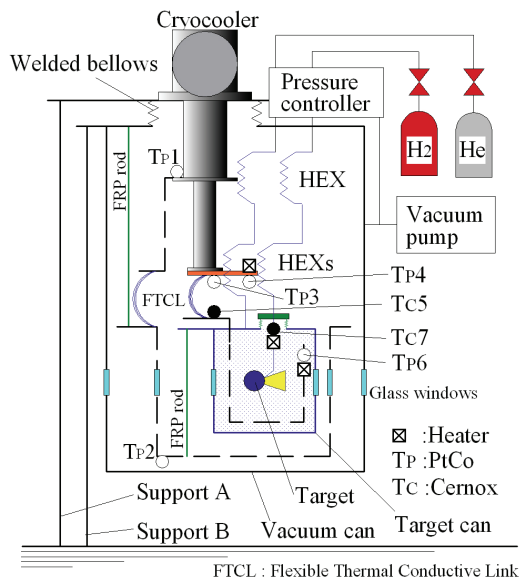 Cryocooler
Welded bellows
Pressure
controller
H2
He
TP1
FRP rod
HEX
Vacuum
pump
HEXs
TP4
FTCL
TP3
TC5
TC7
TP6
Glass windows
FRP rod
TP2
:Heater
TP :PtCo
TC :Cernox
Support A
Target
Target can
Support B
Vacuum can
FTCL : Flexible Thermal Conductive Link